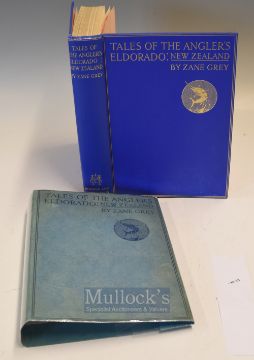 TALES OF THE
ANGLER'S
ELDORADO
NEW ZEALAND
BY ZANE GREY
TALES OF THE ANGLER'S
ELDORADO: NEW ZEALAND
BY ZANE GREY
TALES OF THE ANGLER'S
ELDORADO: NEW ZEALAND
BY ZANE GREY
Mullock's
Specialist Auctioneers & Valuers